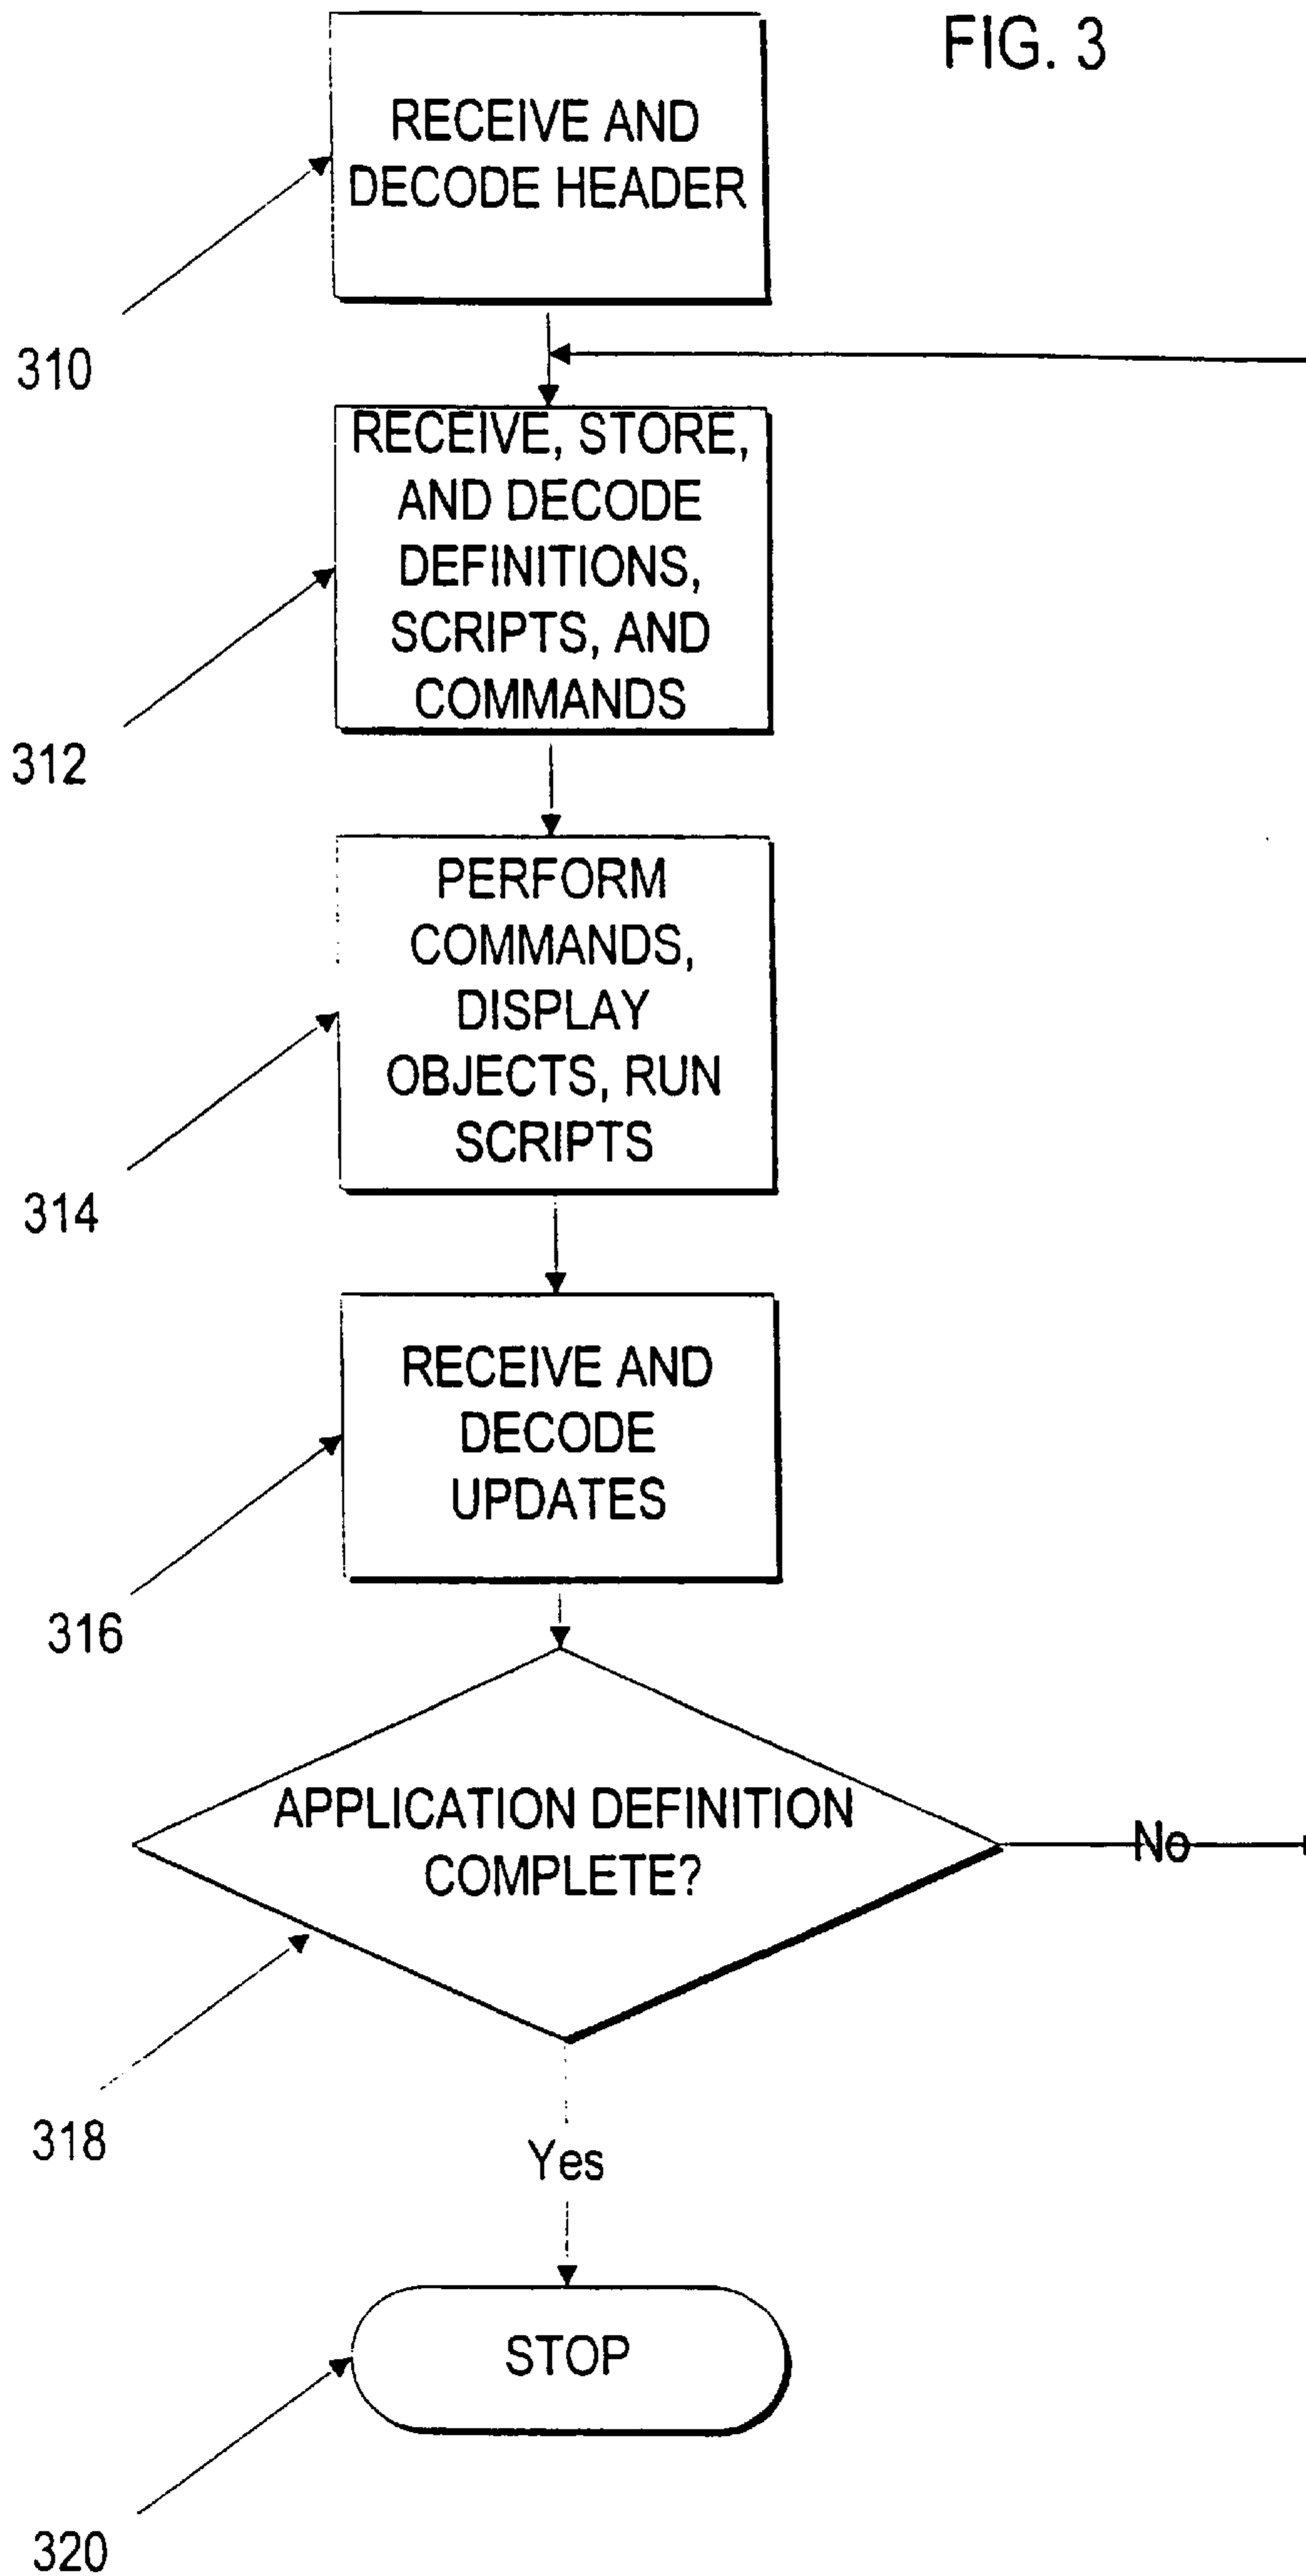 FIG. 3
RECEIVE AND
DECODE HEADER
310
RECEIVE, STORE,
AND DECODE
DEFINITIONS,
SCRIPTS, AND
COMMANDS
312
PERFORM
COMMANDS,
DISPLAY
OBJECTS, RUN
SCRIPTS
314
RECEIVE AND
DECODE
UPDATES
316
APPLICATION DEFINITION
COMPLETE?
No
318
Yes
STOP
320